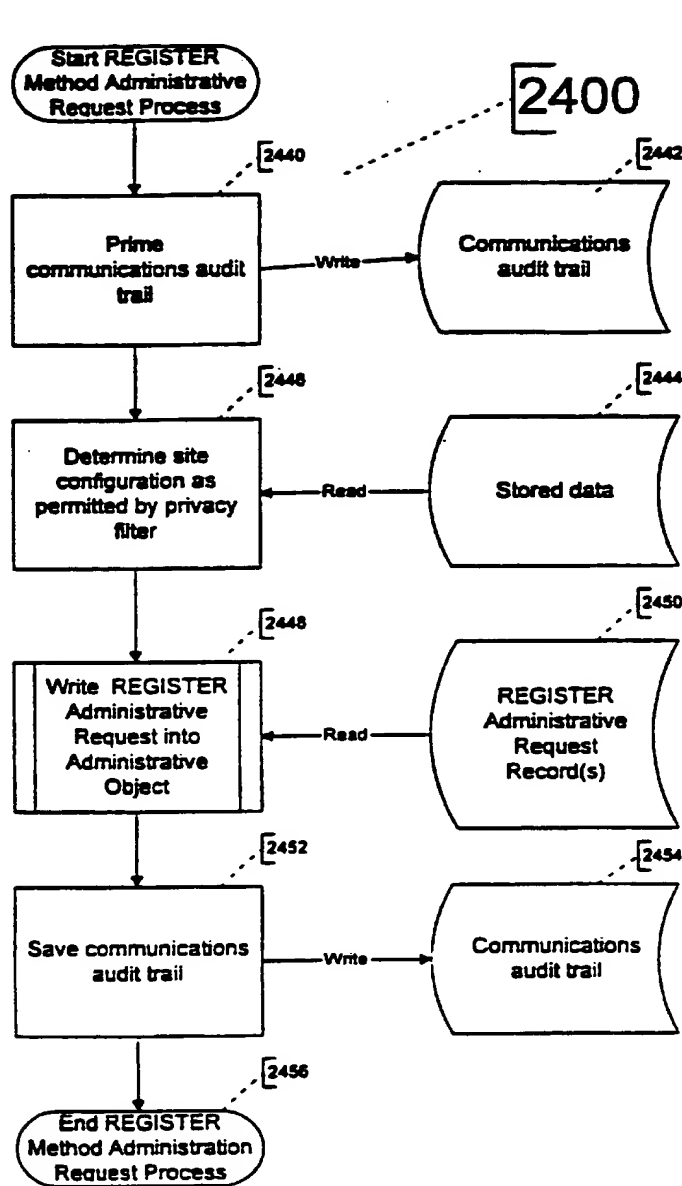 Start REGISTER
Method Administrative
Request Process
2400
2440
2442
Prime
communications audit
trail
Write
Communications
audit trail
2446
2444
Determine site
configuration as
permitted by privacy
filter
Read
Stored data
2448
2450
Write REGISTER
Administrative
Request into
Administrative
Object
Read
REGISTER
Administrative
Request
Record(s)
2452
2454
Save communications
audit trail
Write
Communications
audit trail
2456
End REGISTER
Method Administration
Request Process